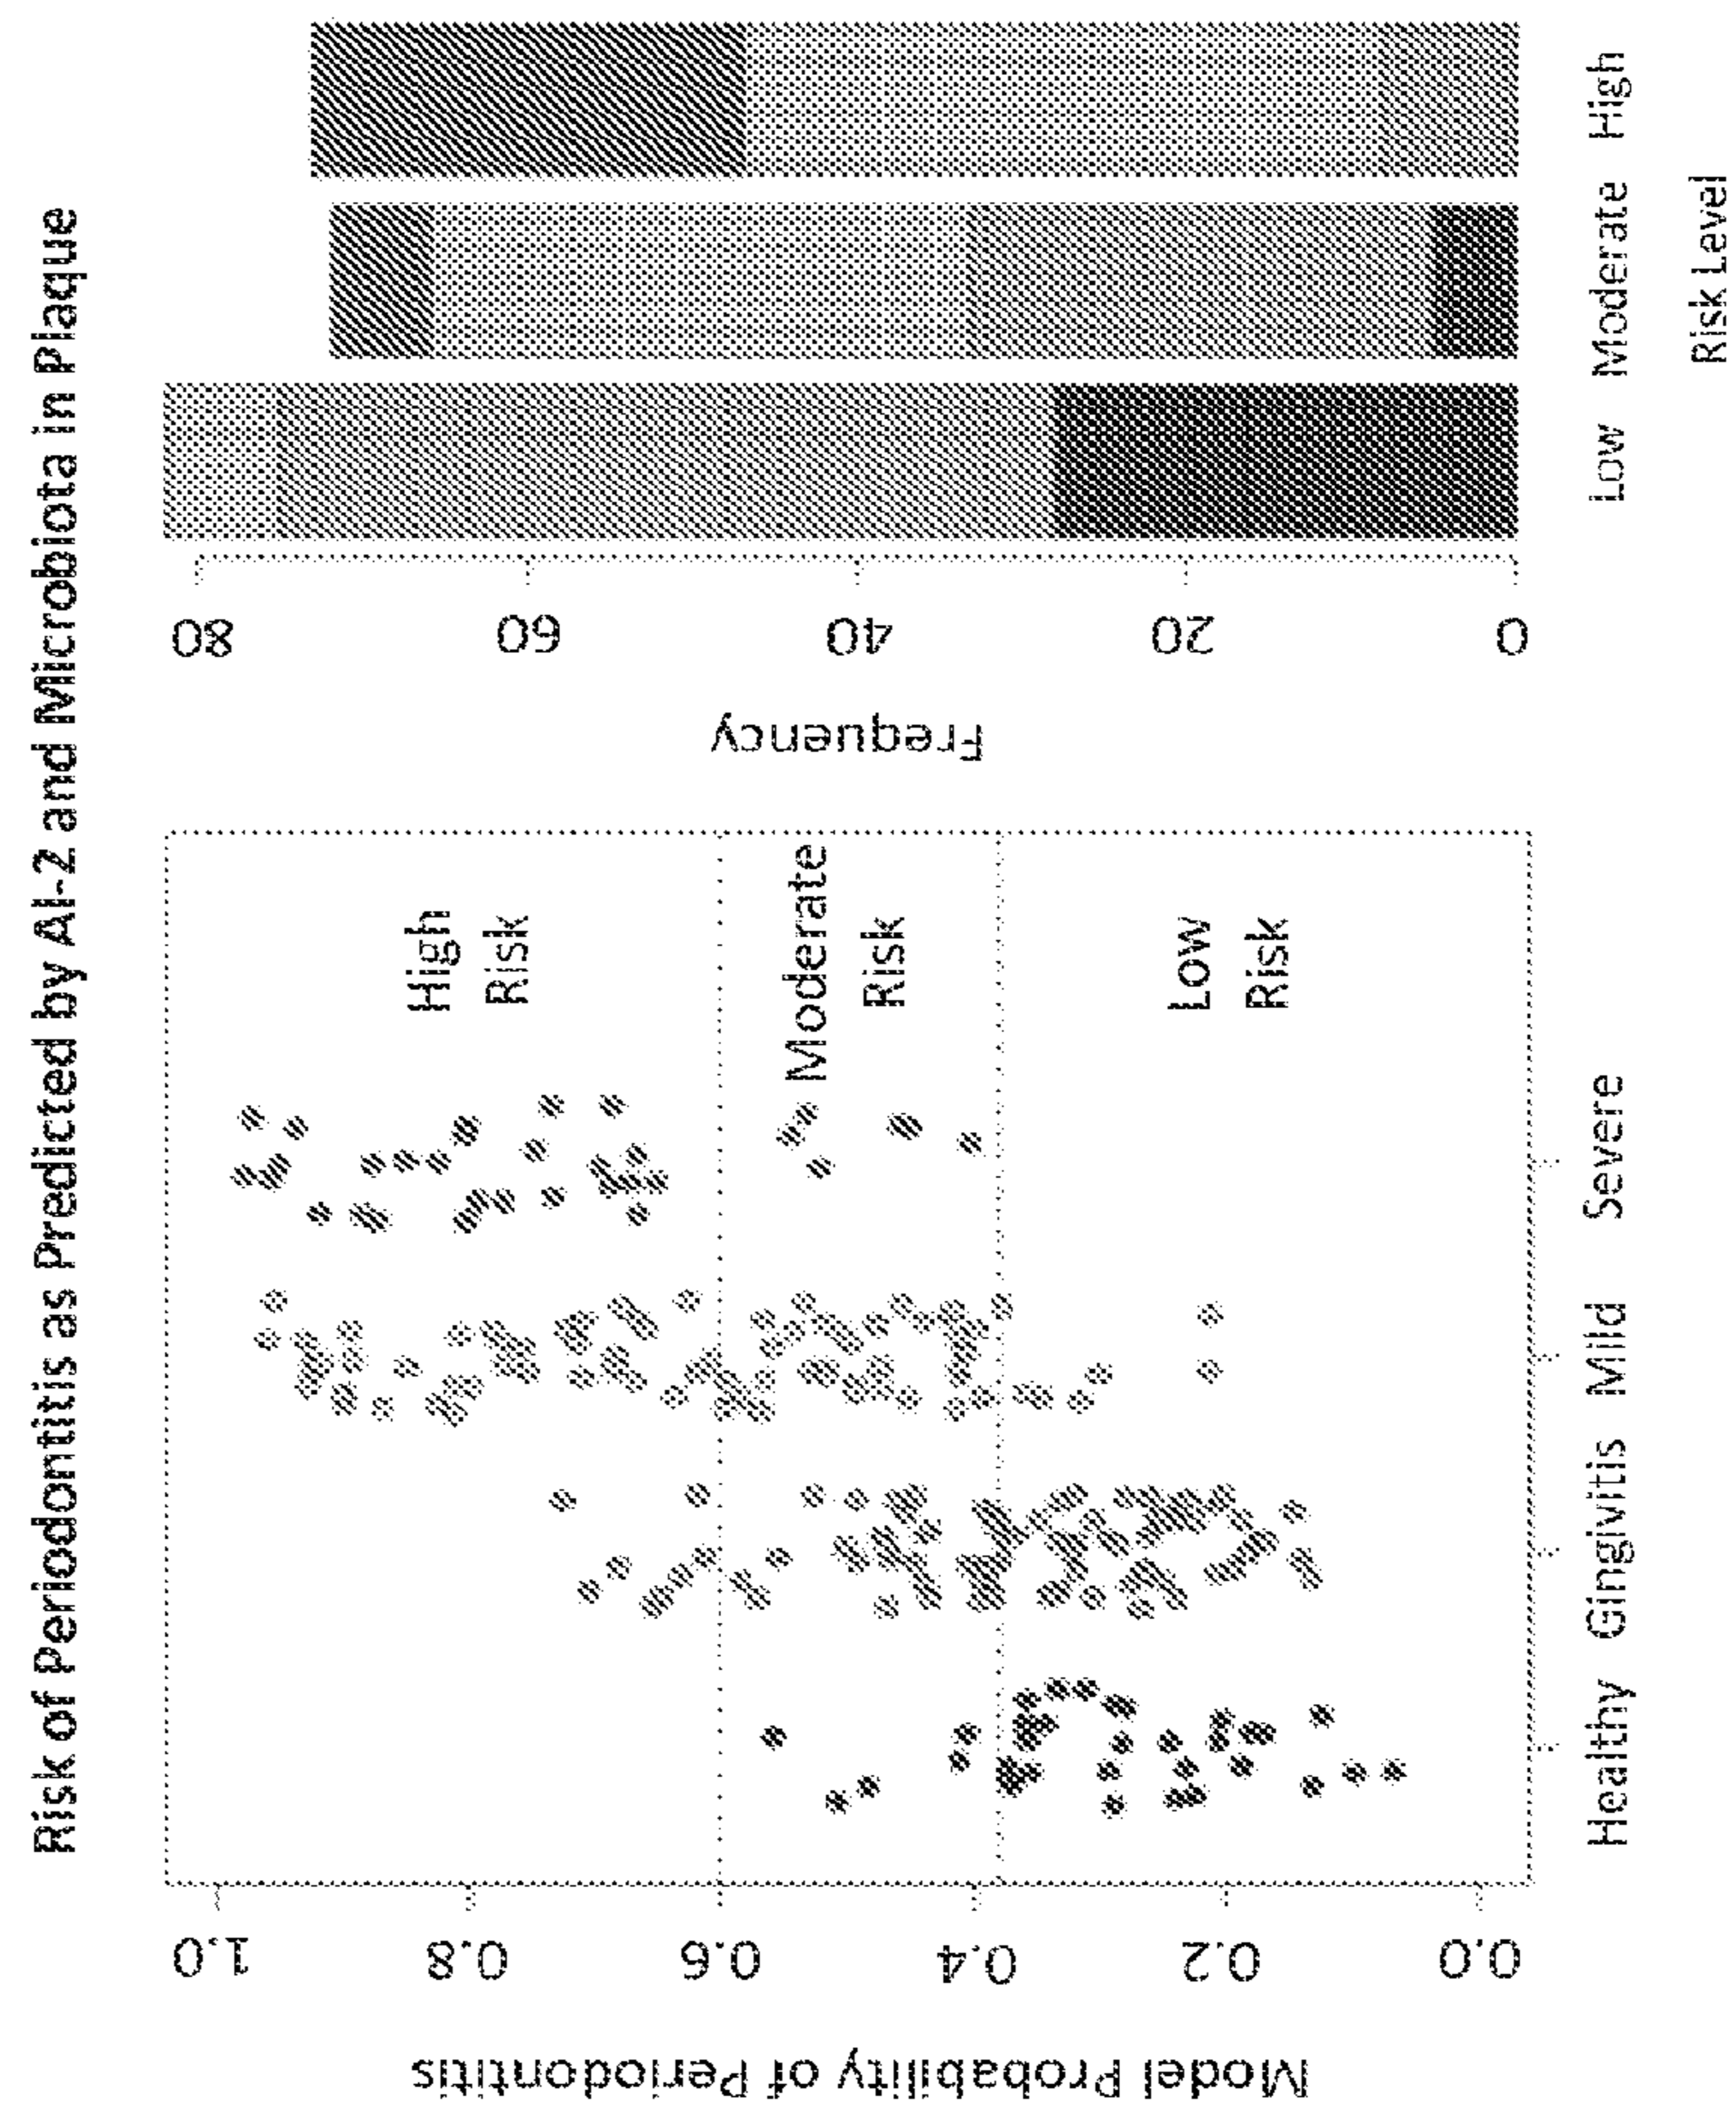 Risk of Periodontitis as Predicted by AI-2 and Microbiota in Plaque
Model Probability of Periodontitis
1.0
0.8
0.6
0.4
0.2
0.0
High
Risk
Moderate
Risk
Low
Risk
Healthy Gingivitis Mild Severe
Frequency
80
60
40
20
0
Low Moderate High
Risk Level